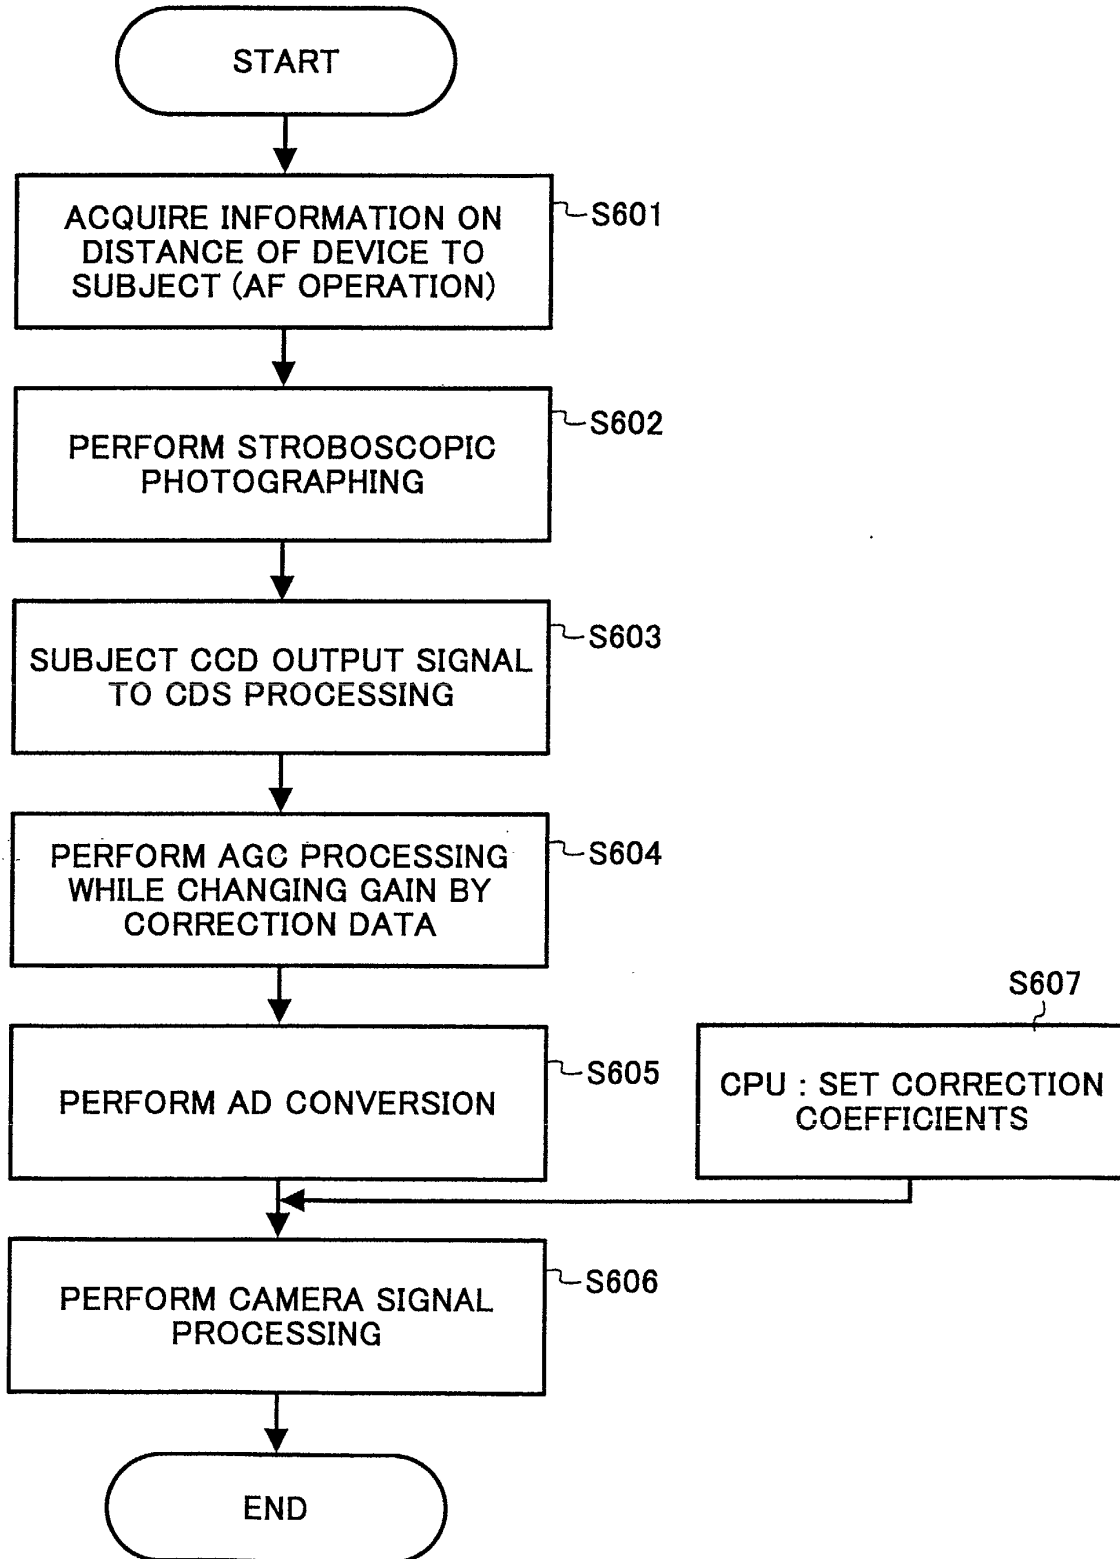 START
ACQUIRE INFORMATION ON
DISTANCE OF DEVICE TO
SUBJECT (AF OPERATION)
S601
PERFORM STROBOSCOPIC
PHOTOGRAPHING
S602
SUBJECT CCD OUTPUT SIGNAL
TO CDS PROCESSING
S603
PERFORM AGC PROCESSING
WHILE CHANGING GAIN BY
CORRECTION DATA
S604
PERFORM AD CONVERSION
S605
S607
CPU : SET CORRECTION
COEFFICIENTS
PERFORM CAMERA SIGNAL
PROCESSING
S606
END